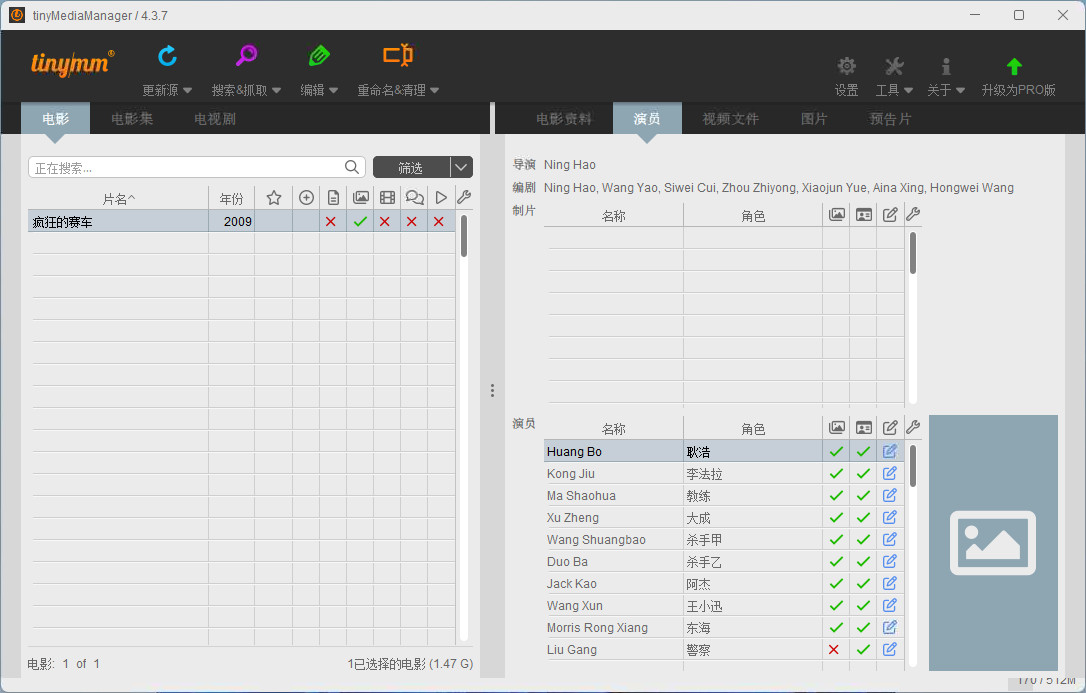 tinyMediaManager / 4.3.7
tinymm®
更新源
搜索&抓取
编辑
重命名&清理
设置
工具
关于
升级为PRO版
电影
电影集
电视剧
电影资料
演员
视频文件
图片
预告片
正在搜索...
筛选
片名^
年份
疯狂的赛车
2009
电影: 1 of 1
1已选择的电影 (1.47 G)
导演 Ning Hao
编剧 Ning Hao, Wang Yao, Siwei Cui, Zhou Zhiyong, Xiaojun Yue, Aina Xing, Hongwei Wang
制片
名称 角色
演员
名称 角色
Huang Bo 耿浩
Kong Jiu 李法拉
Ma Shaohua 教练
Xu Zheng 大成
Wang Shuangbao 杀手甲
Duo Ba 杀手乙
Jack Kao 阿杰
Wang Xun 王小迅
Morris Rong Xiang 东海
Liu Gang 警察
170 / 512M